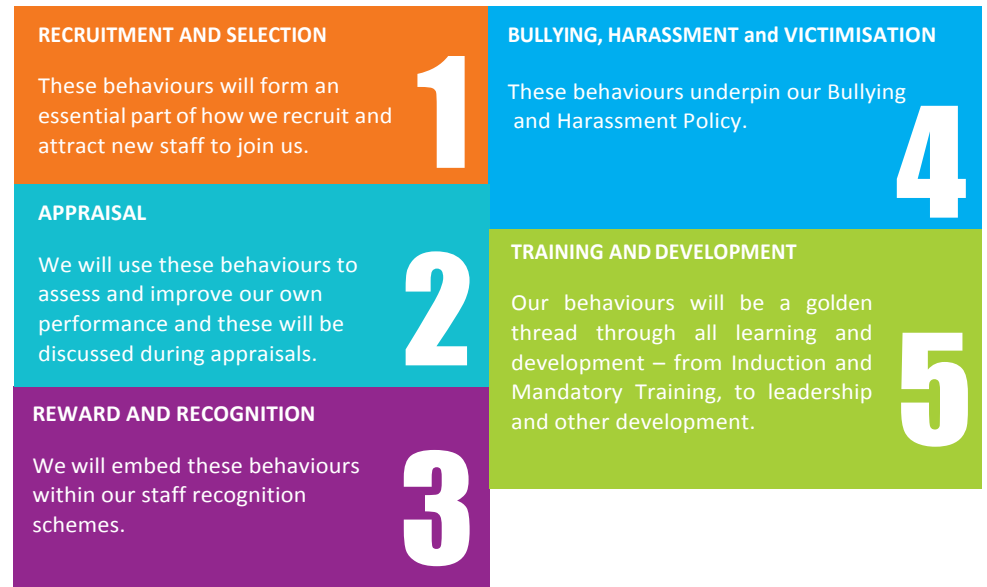 RECRUITMENT AND SELECTION
These behaviours will form an
essential part of how we recruit and
attract new staff to join us.
1
APPRAISAL
We will use these behaviours to
assess and improve our own
performance and these will be
discussed during appraisals.
2
REWARD AND RECOGNITION
We will embed these behaviours
within our staff recognition
schemes.
3
BULLYING, HARASSMENT and VICTIMISATION
These behaviours underpin our Bullying
and Harassment Policy.
4
TRAINING AND DEVELOPMENT
Our behaviours will be a golden
thread through all learning and
development – from Induction and
Mandatory Training, to leadership
and other development.
5